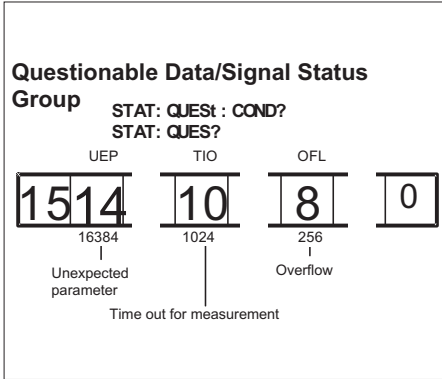 Questionable Data/Signal Status
Group
STAT: QUESt : COND?
STAT: QUES?
UEP TIO OFL
15 14 10 8 0
16384 1024 256
Unexpected Overflow
parameter
Time out for measurement